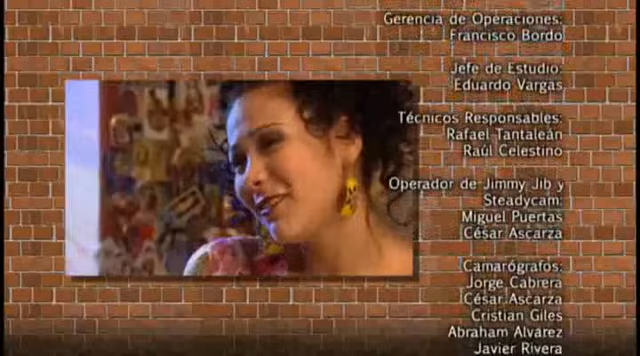 Gerencia de Operaciones:
Francisco Bordo
Jefe de Estudio:
Eduardo Vargas
Técnicos Responsables:
Rafael Tantaleán
Raúl Celestino
Operador de Jimmy Jib y
Steadycam:
Miguel Puertas
César Ascarza
Camarógrafos:
Jorge Cabrera
César Ascarza
Cristian Giles
Abraham Alvarez
Javier Rivera